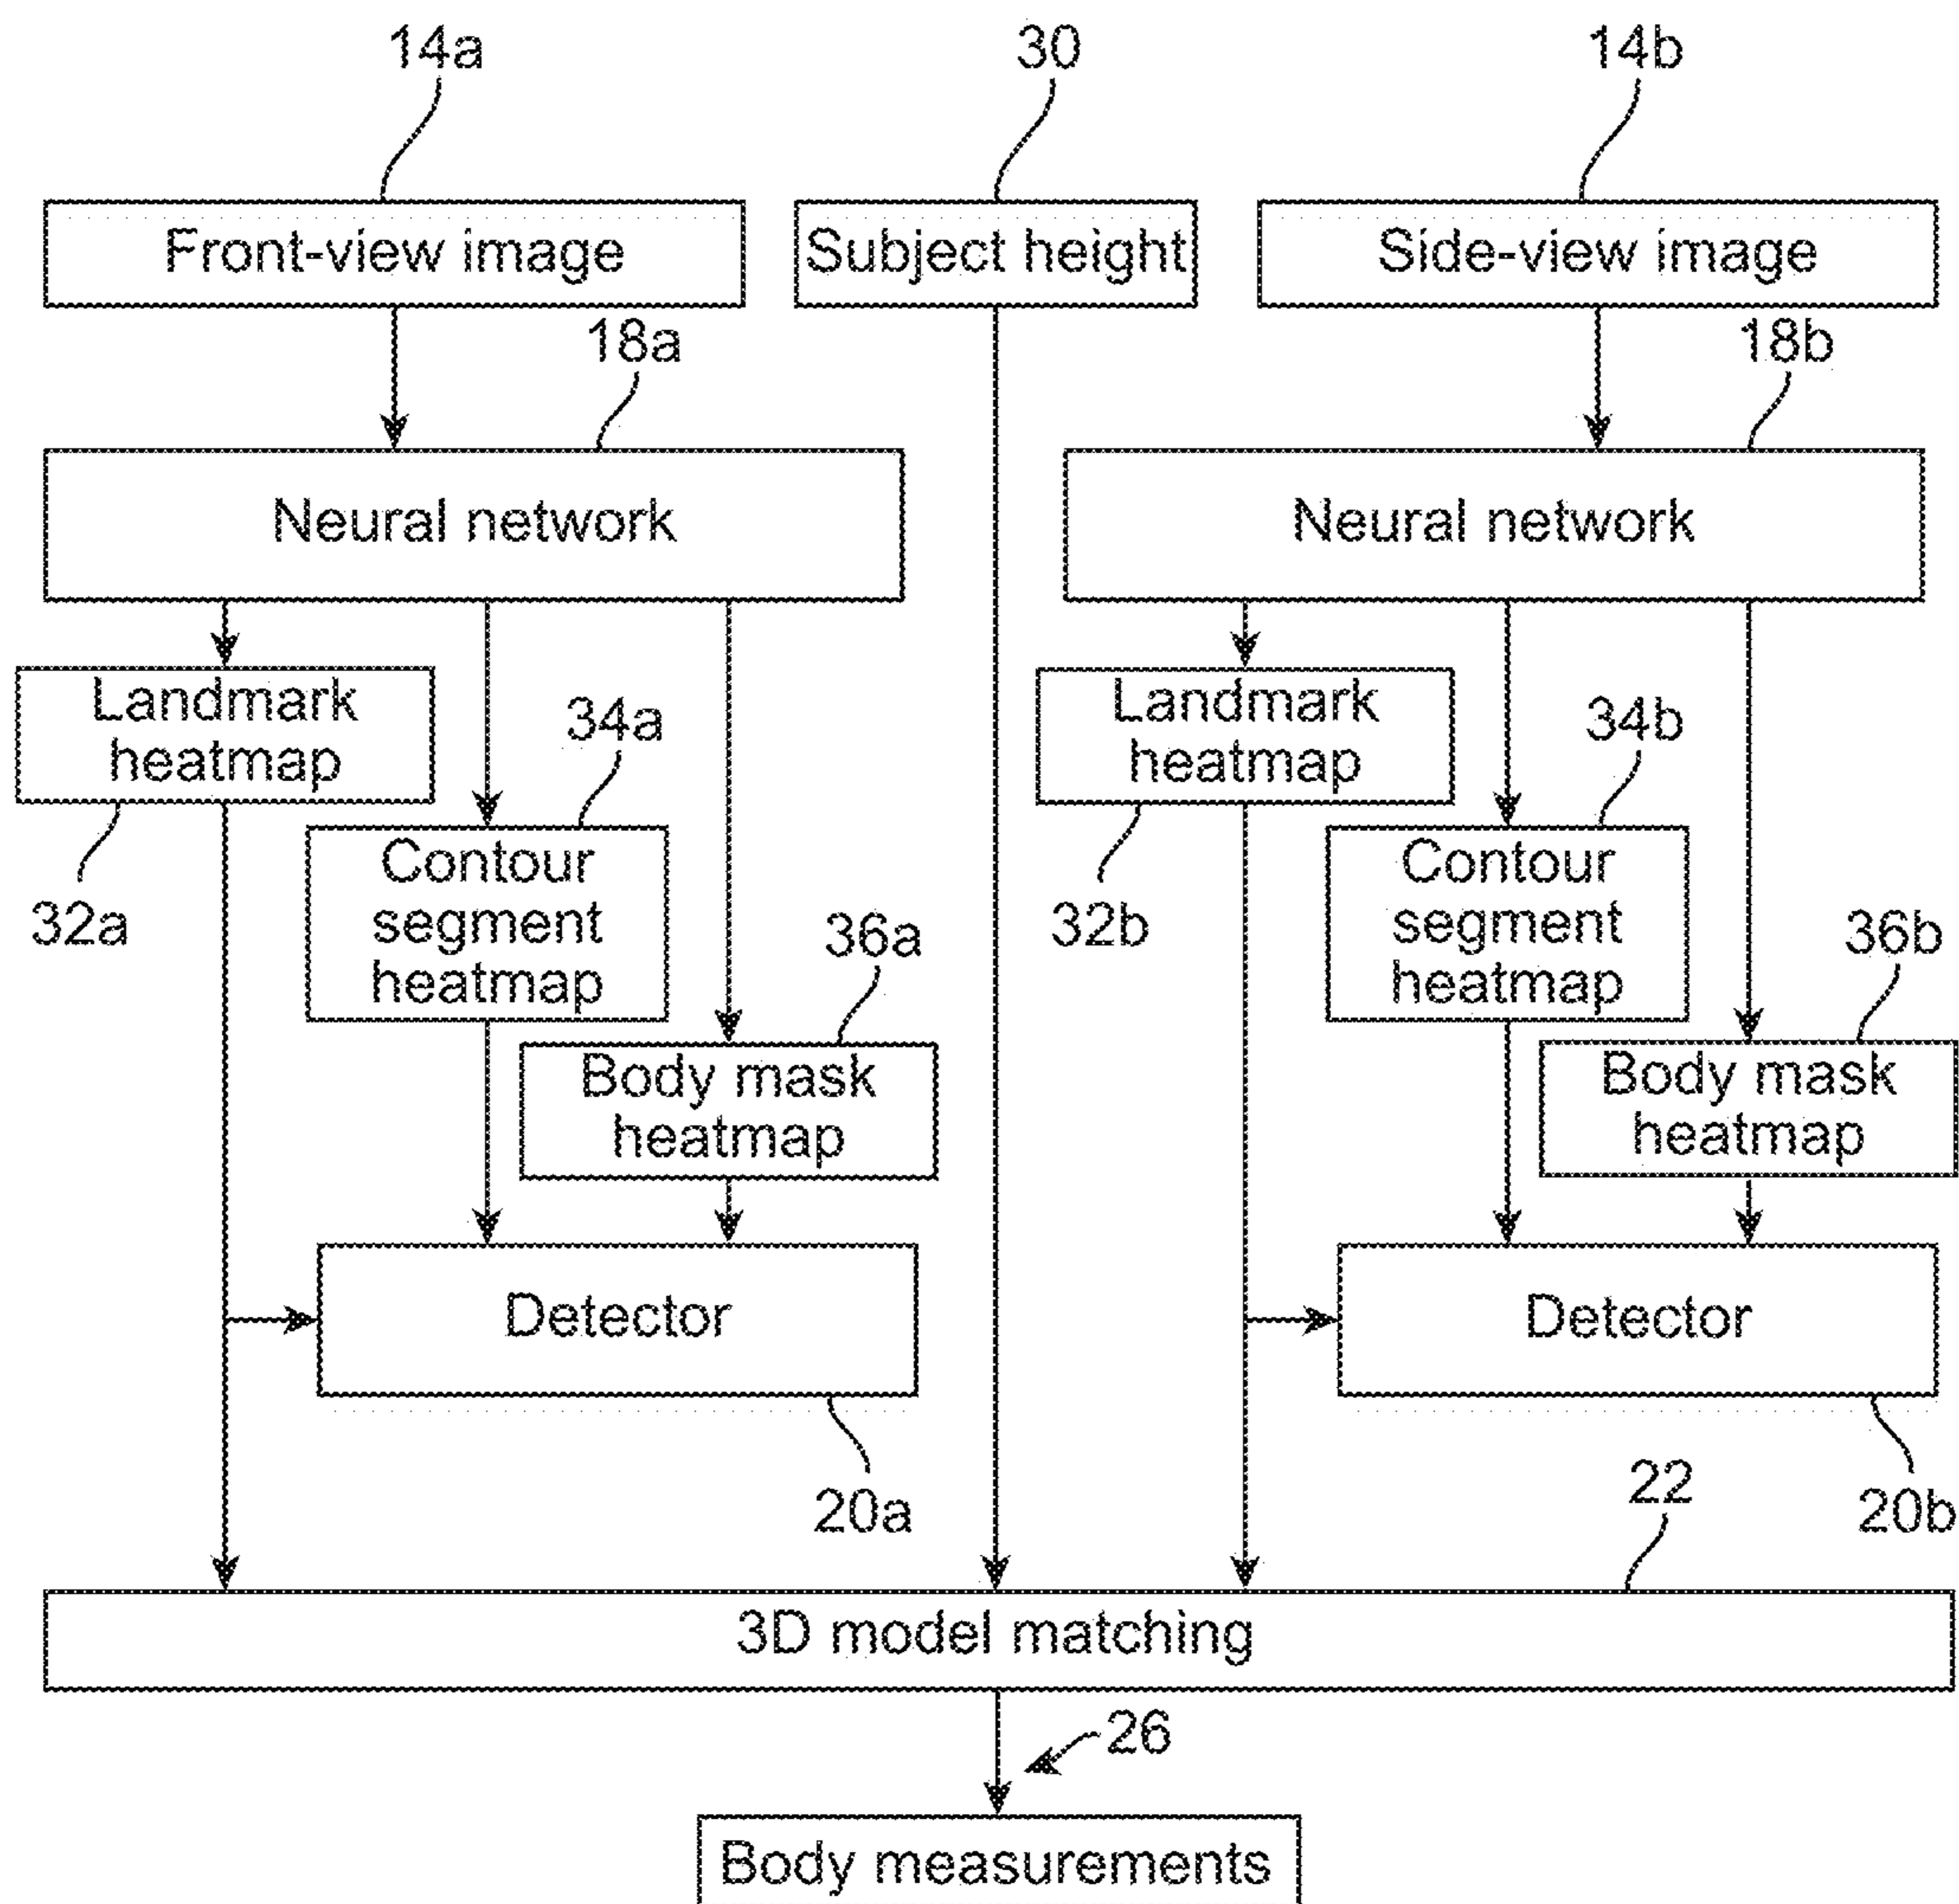 14a
30
14b
Front-view image
Subject height
Side-view image
18a
18b
Neural network
Neural network
Landmark
heatmap
34a
Landmark
heatmap
34b
32a
Contour
segment
heatmap
36a
32b
Contour
segment
heatmap
36b
Body mask
heatmap
Body mask
heatmap
Detector
Detector
20a
22
20b
3D model matching
26
Body measurements